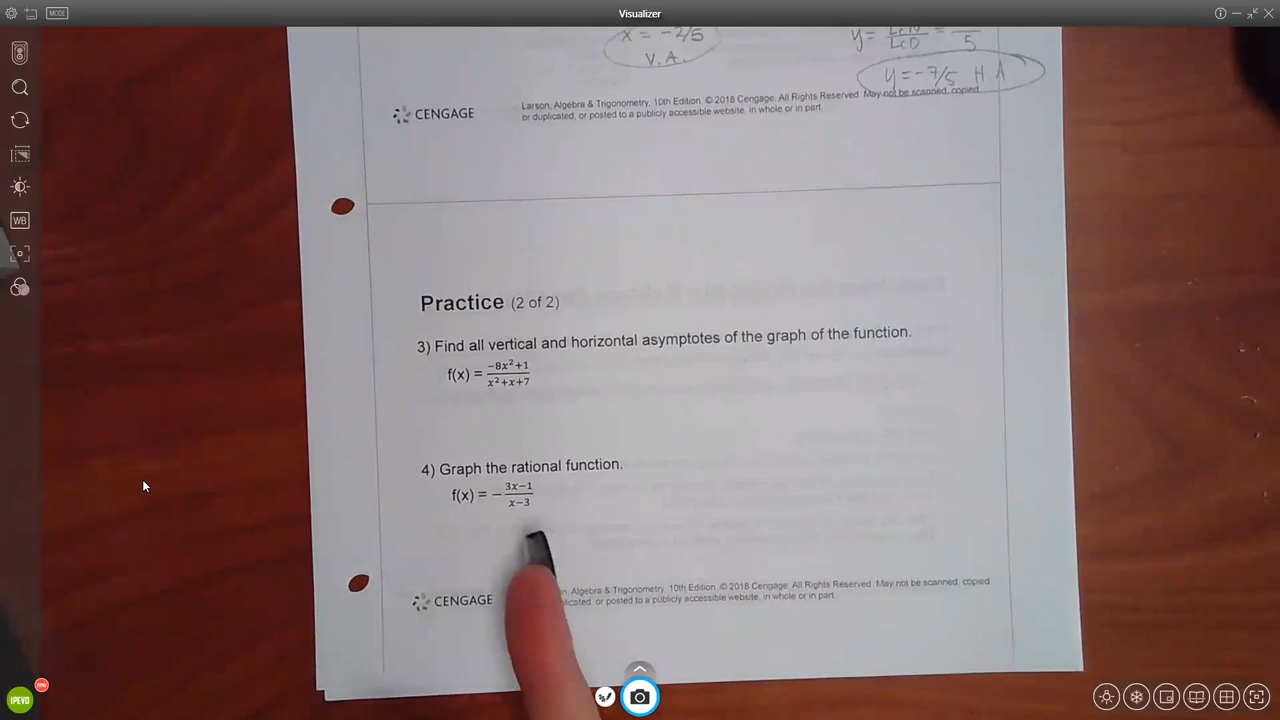 MODE
Visualizer
WB
x = -2/5
V.A.
y = LCN/LCD = /5
y = -7/5 H A
CENGAGE
Larson, Algebra & Trigonometry, 10th Edition. © 2018 Cengage. All Rights Reserved. May not be scanned, copied
or duplicated, or posted to a publicly accessible website, in whole or in part.
Practice (2 of 2)
3) Find all vertical and horizontal asymptotes of the graph of the function.
f(x) = -8x²+1/x²+x+7
4) Graph the rational function.
f(x) = − 3x−1/x−3
CENGAGE
n, Algebra & Trigonometry, 10th Edition. © 2018 Cengage. All Rights Reserved. May not be scanned, copied
licated, or posted to a publicly accessible website, in whole or in part.
IPEVO
new